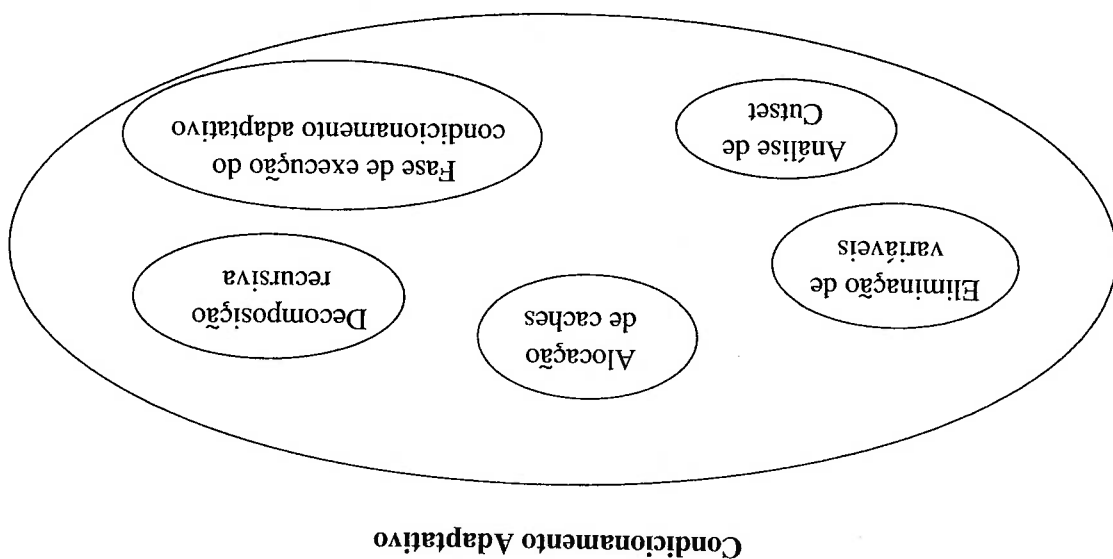 Condicionamento Adaptativo
Eliminação de
variáveis
Alocação
de caches
Decomposição
recursiva
Análise de
Cutset
Fase de execução do
condicionamento adaptativo